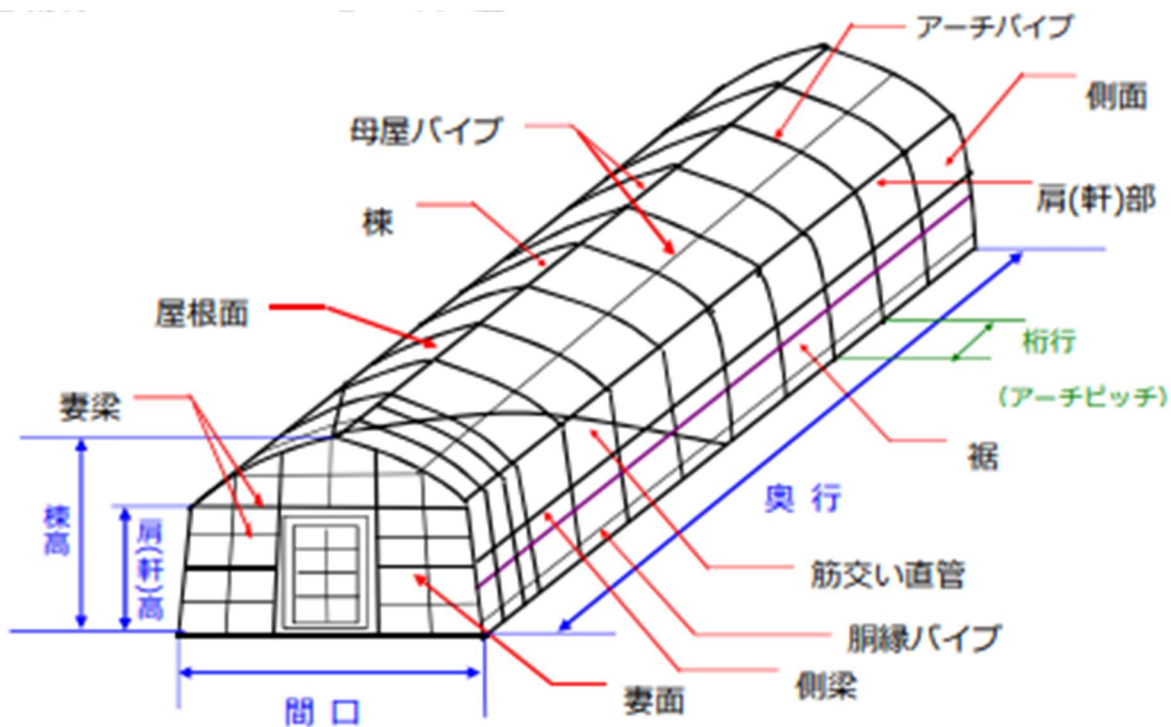 アーチパイプ
側面
母屋パイプ
肩(軒)部
棟
屋根面
桁行
(アーチピッチ)
妻梁
裾
棟高
肩(軒)高
奥行
筋交い直管
胴縁パイプ
側梁
妻面
間口